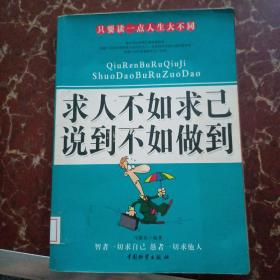 只要读一点人生大不同
QiuRenBuRuQiuJi
ShuoDaoBuRuZuoDao
求人不如求己
说到不如做到
编著
智者一切求自己 愚者一切求他人
中国物资出版社